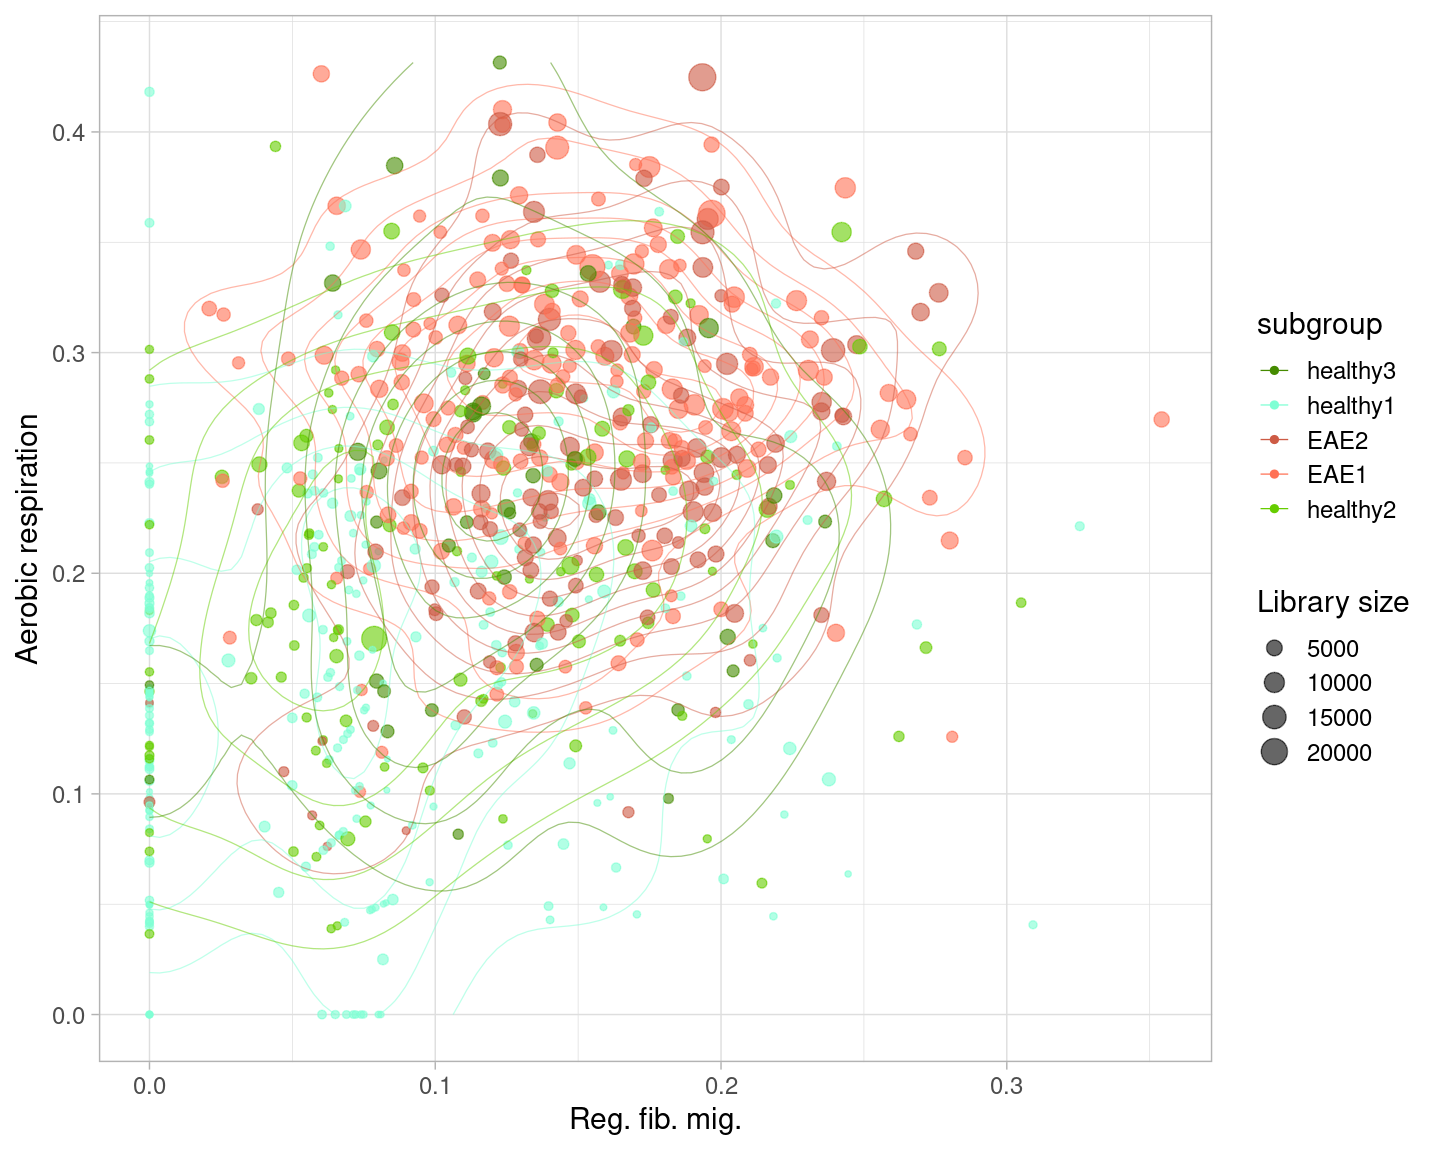 0.4
0.3
0.2
0.1
0.0
Aerobic respiration
0.0
0.1
0.2
0.3
Reg. fib. mig.
subgroup
healthy3
healthy1
EAE2
EAE1
healthy2
Library size
5000
10000
15000
20000